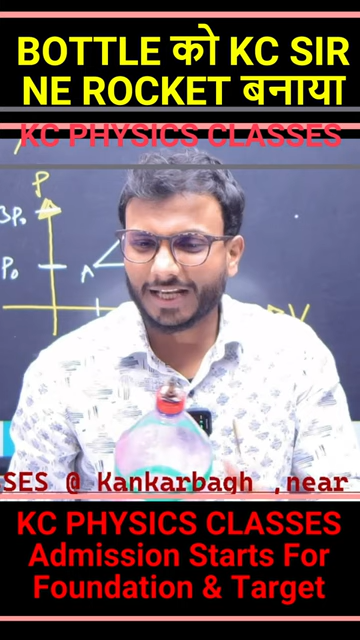 BOTTLE को KC SIR
NE ROCKET बनाया
KC PHYSICS CLASSES
P
3P₀
P₀
A
V
SES @ Kankarbagh ,near
KC PHYSICS CLASSES
Admission Starts For
Foundation & Target